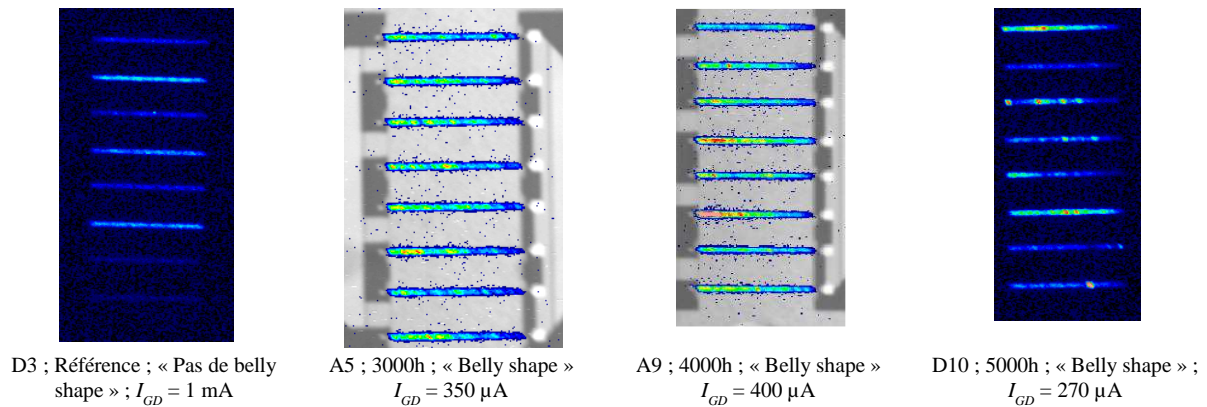 D3 ; Référence ; « Pas de belly
shape » ; I_GD = 1 mA
A5 ; 3000h ; « Belly shape »
I_GD = 350 µA
A9 ; 4000h ; « Belly shape »
I_GD = 400 µA
D10 ; 5000h ; « Belly shape » ;
I_GD = 270 µA